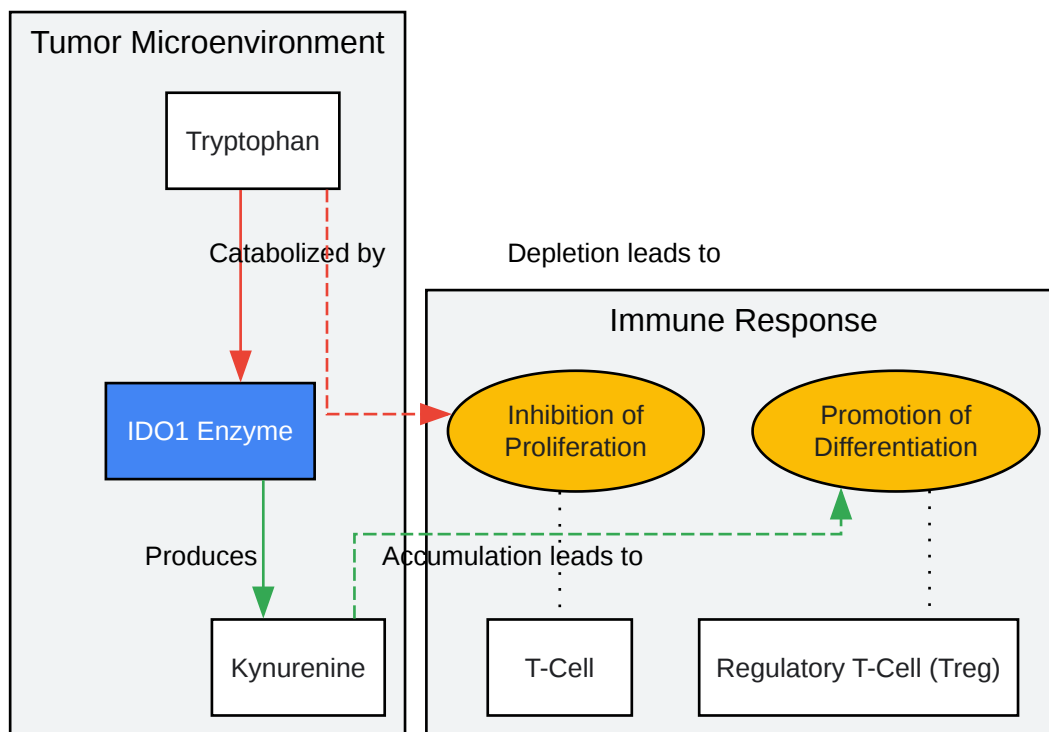 Tumor Microenvironment
Tryptophan
Catabolized by
Depletion leads to
Immune Response
IDO1 Enzyme
Inhibition of
Proliferation
Promotion of
Differentiation
Produces
Accumulation leads to
Kynurenine
T-Cell
Regulatory T-Cell (Treg)